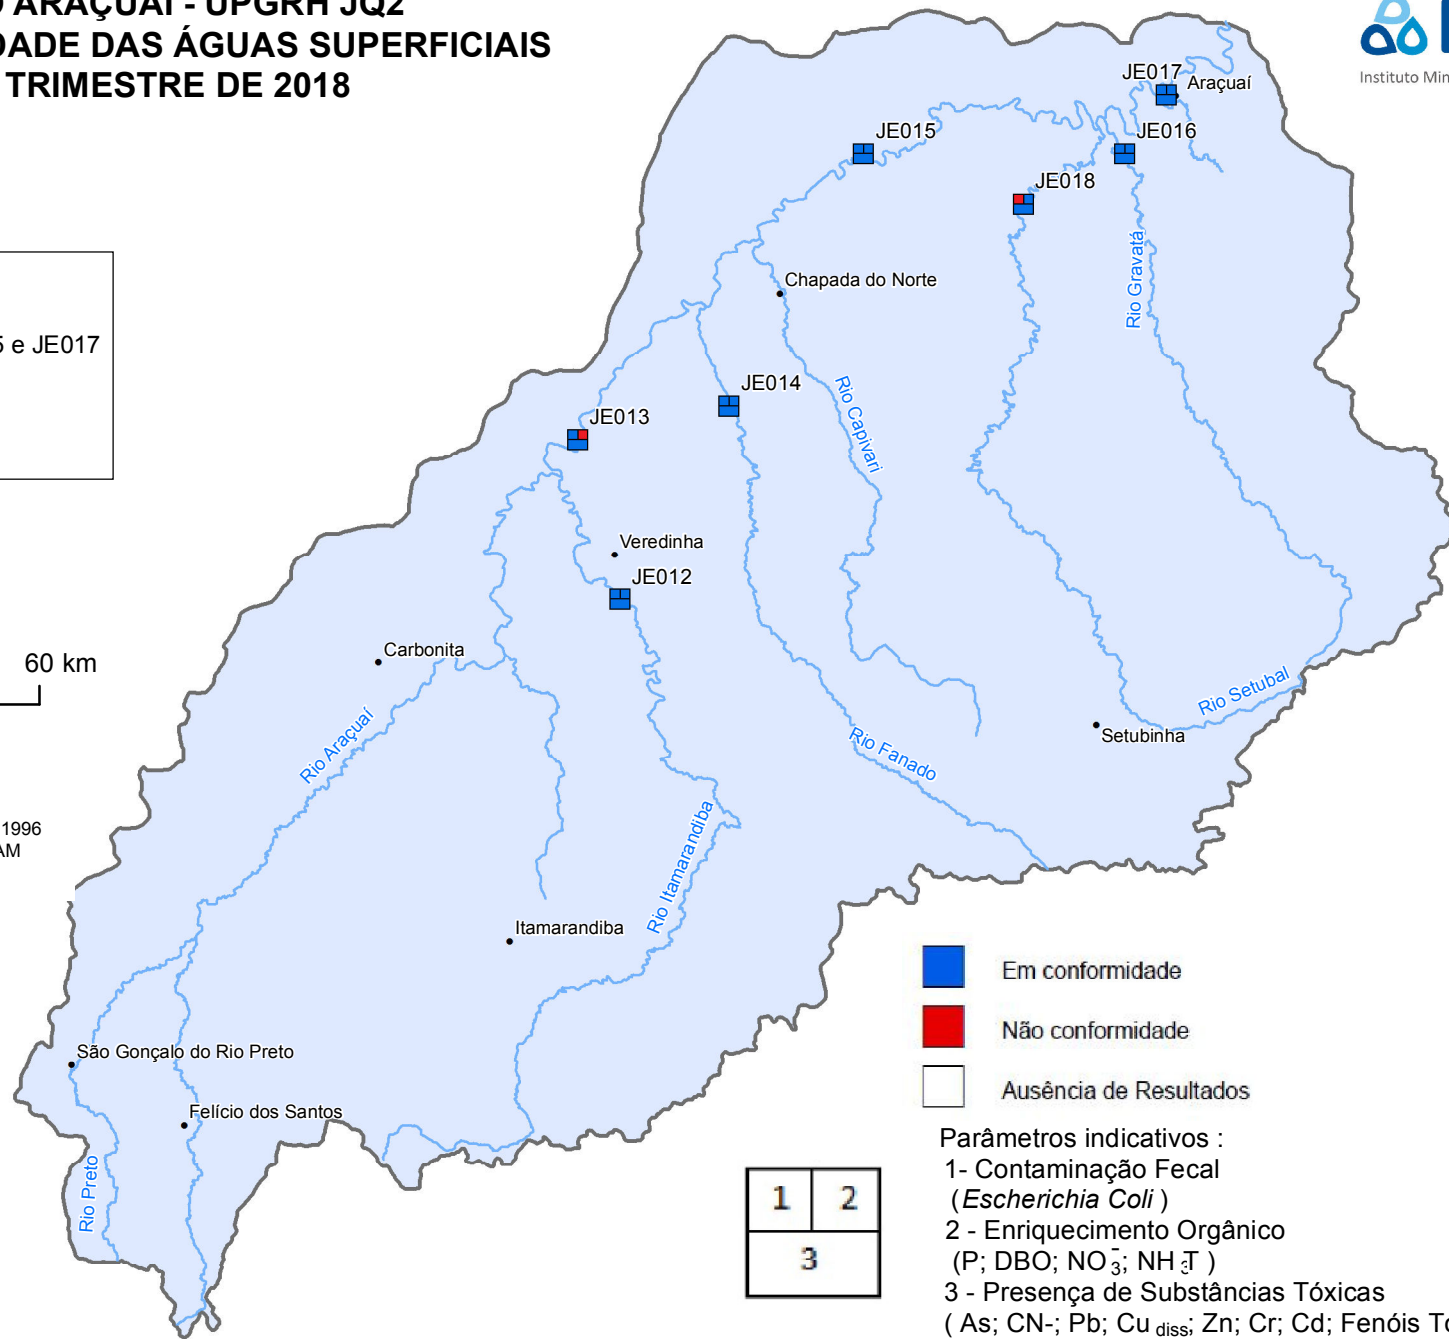 ARAÇUAÍ - UPGRH JQ2
DADE DAS ÁGUAS SUPERFICIAIS
TRIMESTRE DE 2018
Instituto Min
JE017
Araçuaí
JE015
JE016
JE018
Rio Gravatá
Chapada do Norte
e JE017
JE014
Rio Capivari
JE013
Veredinha
JE012
Carbonita
60 km
Rio Setubal
Setubinha
Rio Araçuaí
Rio Fanado
1996
AM
Rio Itamarandiba
Itamarandiba
Em conformidade
Não conformidade
São Gonçalo do Rio Preto
Ausência de Resultados
Felício dos Santos
Rio Preto
Parâmetros indicativos :
1- Contaminação Fecal
(Escherichia Coli )
2 - Enriquecimento Orgânico
(P; DBO; NO3-; NH3T )
3 - Presença de Substâncias Tóxicas
( As; CN-; Pb; Cu diss; Zn; Cr; Cd; Fenóis To
1 2
3